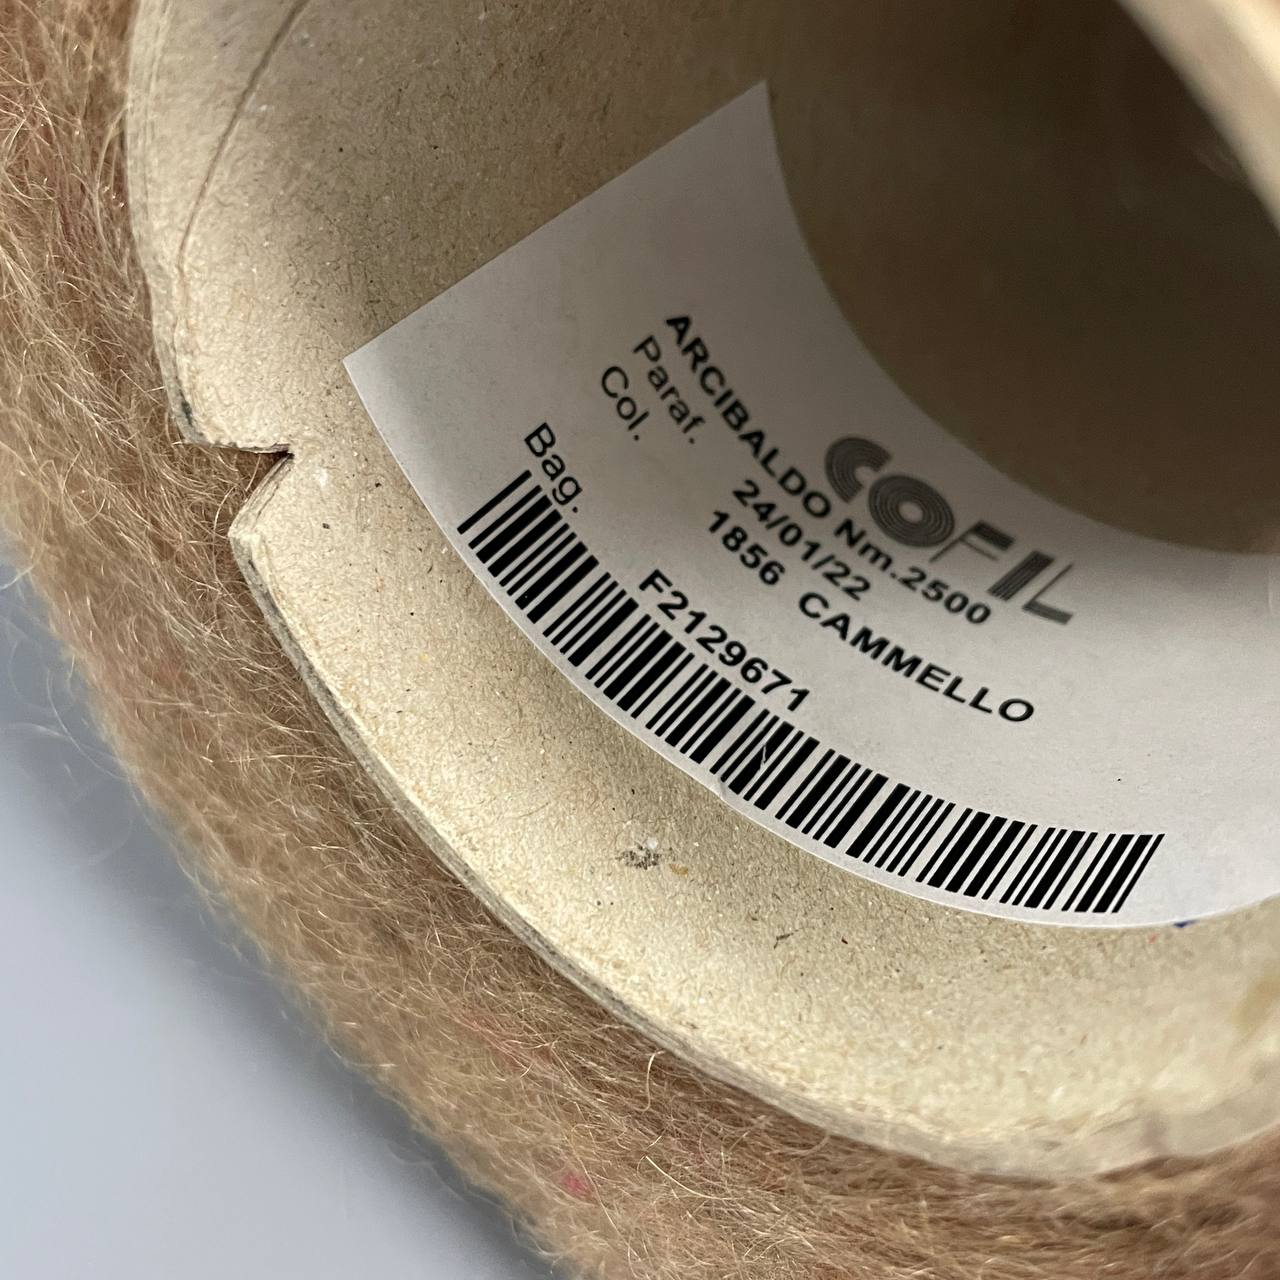 COFIL
ARCIBALDO Nm.2500
Paraf. 24/01/22
Col. 1856 CAMMELLO
Bag. F2129671